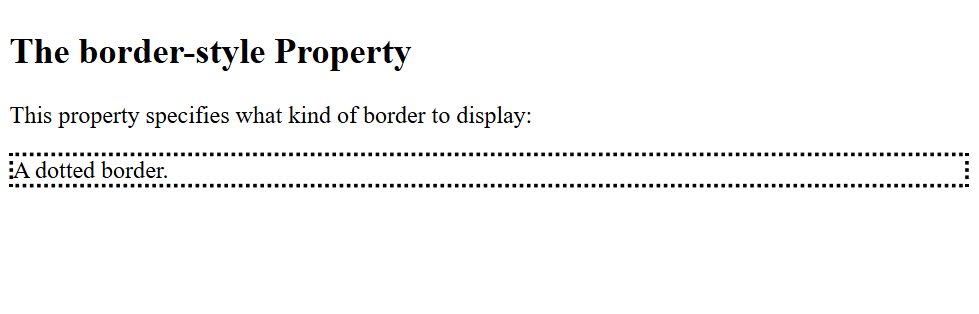 The border-style Property
This property specifies what kind of border to display:
A dotted border.